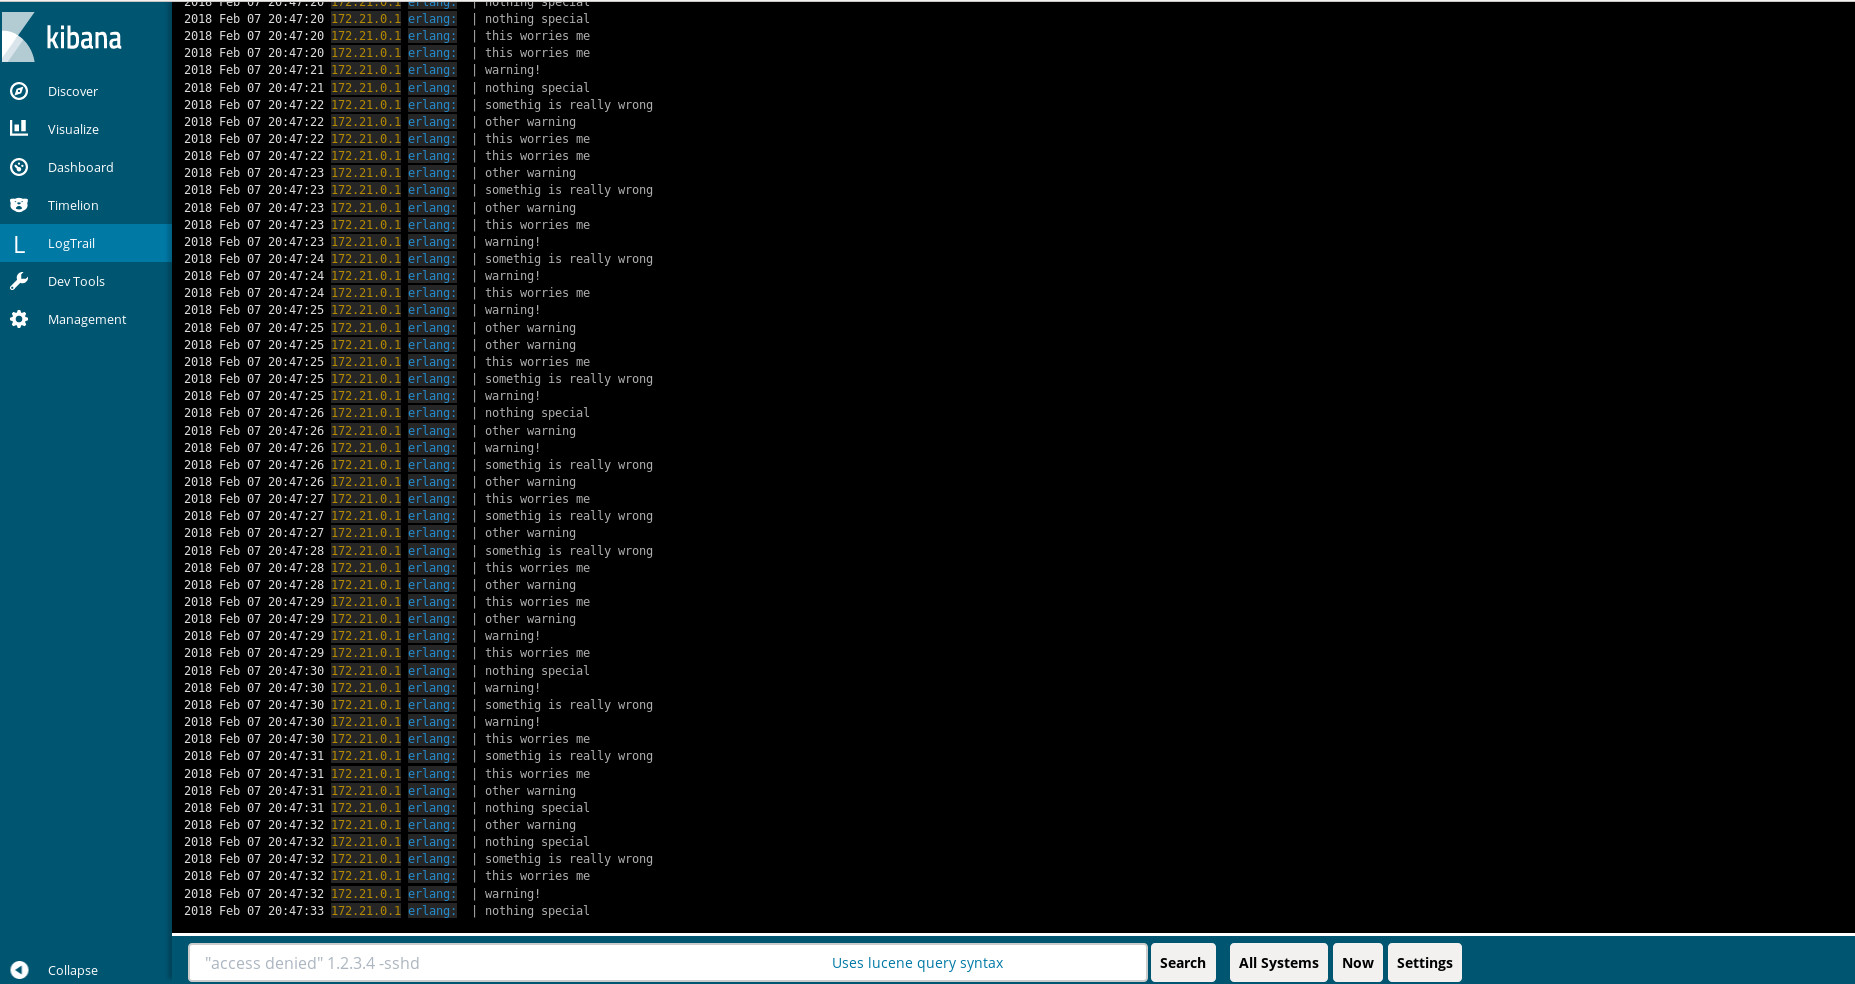 kibana
Discover
Visualize
Dashboard
Timelion
L LogTrail
Dev Tools
Management
Collapse
2018 Feb 07 20:47:20 172.21.0.1 erlang: | nothing special
2018 Feb 07 20:47:20 172.21.0.1 erlang: | nothing special
2018 Feb 07 20:47:20 172.21.0.1 erlang: | this worries me
2018 Feb 07 20:47:20 172.21.0.1 erlang: | this worries me
2018 Feb 07 20:47:21 172.21.0.1 erlang: | warning!
2018 Feb 07 20:47:21 172.21.0.1 erlang: | nothing special
2018 Feb 07 20:47:22 172.21.0.1 erlang: | somethig is really wrong
2018 Feb 07 20:47:22 172.21.0.1 erlang: | other warning
2018 Feb 07 20:47:22 172.21.0.1 erlang: | this worries me
2018 Feb 07 20:47:22 172.21.0.1 erlang: | this worries me
2018 Feb 07 20:47:23 172.21.0.1 erlang: | other warning
2018 Feb 07 20:47:23 172.21.0.1 erlang: | somethig is really wrong
2018 Feb 07 20:47:23 172.21.0.1 erlang: | other warning
2018 Feb 07 20:47:23 172.21.0.1 erlang: | this worries me
2018 Feb 07 20:47:23 172.21.0.1 erlang: | warning!
2018 Feb 07 20:47:24 172.21.0.1 erlang: | somethig is really wrong
2018 Feb 07 20:47:24 172.21.0.1 erlang: | warning!
2018 Feb 07 20:47:24 172.21.0.1 erlang: | this worries me
2018 Feb 07 20:47:25 172.21.0.1 erlang: | warning!
2018 Feb 07 20:47:25 172.21.0.1 erlang: | other warning
2018 Feb 07 20:47:25 172.21.0.1 erlang: | other warning
2018 Feb 07 20:47:25 172.21.0.1 erlang: | this worries me
2018 Feb 07 20:47:25 172.21.0.1 erlang: | somethig is really wrong
2018 Feb 07 20:47:25 172.21.0.1 erlang: | warning!
2018 Feb 07 20:47:26 172.21.0.1 erlang: | nothing special
2018 Feb 07 20:47:26 172.21.0.1 erlang: | other warning
2018 Feb 07 20:47:26 172.21.0.1 erlang: | warning!
2018 Feb 07 20:47:26 172.21.0.1 erlang: | somethig is really wrong
2018 Feb 07 20:47:26 172.21.0.1 erlang: | other warning
2018 Feb 07 20:47:27 172.21.0.1 erlang: | this worries me
2018 Feb 07 20:47:27 172.21.0.1 erlang: | somethig is really wrong
2018 Feb 07 20:47:27 172.21.0.1 erlang: | other warning
2018 Feb 07 20:47:28 172.21.0.1 erlang: | somethig is really wrong
2018 Feb 07 20:47:28 172.21.0.1 erlang: | this worries me
2018 Feb 07 20:47:28 172.21.0.1 erlang: | other warning
2018 Feb 07 20:47:29 172.21.0.1 erlang: | this worries me
2018 Feb 07 20:47:29 172.21.0.1 erlang: | other warning
2018 Feb 07 20:47:29 172.21.0.1 erlang: | warning!
2018 Feb 07 20:47:29 172.21.0.1 erlang: | this worries me
2018 Feb 07 20:47:30 172.21.0.1 erlang: | nothing special
2018 Feb 07 20:47:30 172.21.0.1 erlang: | warning!
2018 Feb 07 20:47:30 172.21.0.1 erlang: | somethig is really wrong
2018 Feb 07 20:47:30 172.21.0.1 erlang: | warning!
2018 Feb 07 20:47:30 172.21.0.1 erlang: | this worries me
2018 Feb 07 20:47:31 172.21.0.1 erlang: | somethig is really wrong
2018 Feb 07 20:47:31 172.21.0.1 erlang: | this worries me
2018 Feb 07 20:47:31 172.21.0.1 erlang: | other warning
2018 Feb 07 20:47:31 172.21.0.1 erlang: | nothing special
2018 Feb 07 20:47:32 172.21.0.1 erlang: | other warning
2018 Feb 07 20:47:32 172.21.0.1 erlang: | nothing special
2018 Feb 07 20:47:32 172.21.0.1 erlang: | somethig is really wrong
2018 Feb 07 20:47:32 172.21.0.1 erlang: | this worries me
2018 Feb 07 20:47:32 172.21.0.1 erlang: | warning!
2018 Feb 07 20:47:33 172.21.0.1 erlang: | nothing special
"access denied" 1.2.3.4 -sshd Uses lucene query syntax Search All Systems Now Settings